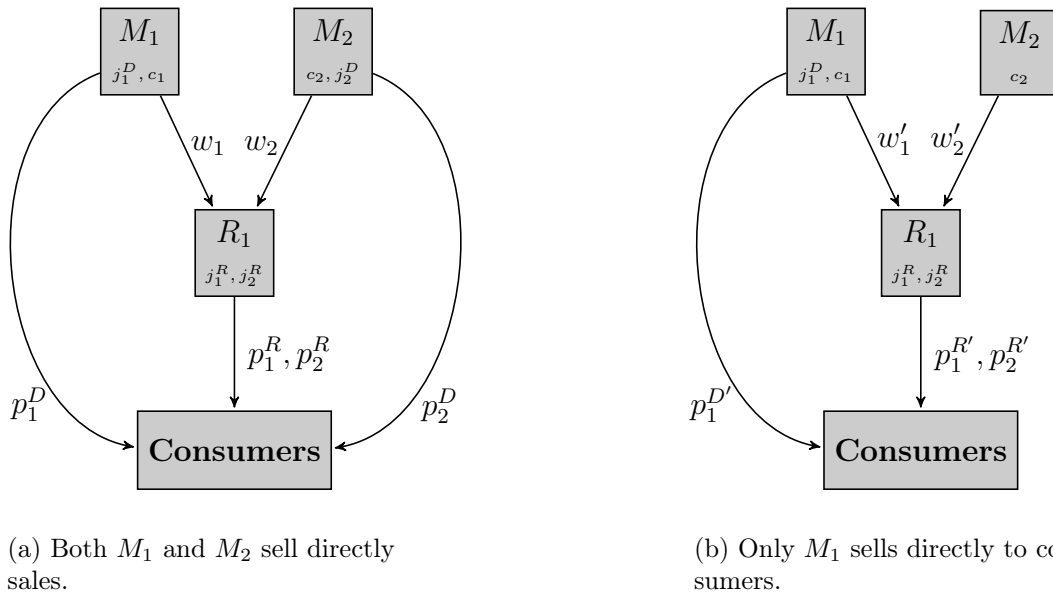 M₁
j₁ᴰ, c₁
M₂
c₂, j₂ᴰ
w₁
w₂
R₁
j₁ᴿ, j₂ᴿ
p₁ᴿ, p₂ᴿ
p₁ᴰ
p₂ᴰ
Consumers
(a) Both M₁ and M₂ sell directly
sales.
M₁
j₁ᴰ, c₁
M₂
c₂
w₁′
w₂′
R₁
j₁ᴿ, j₂ᴿ
p₁ᴿ′, p₂ᴿ′
p₁ᴰ′
Consumers
(b) Only M₁ sells directly to co
sumers.